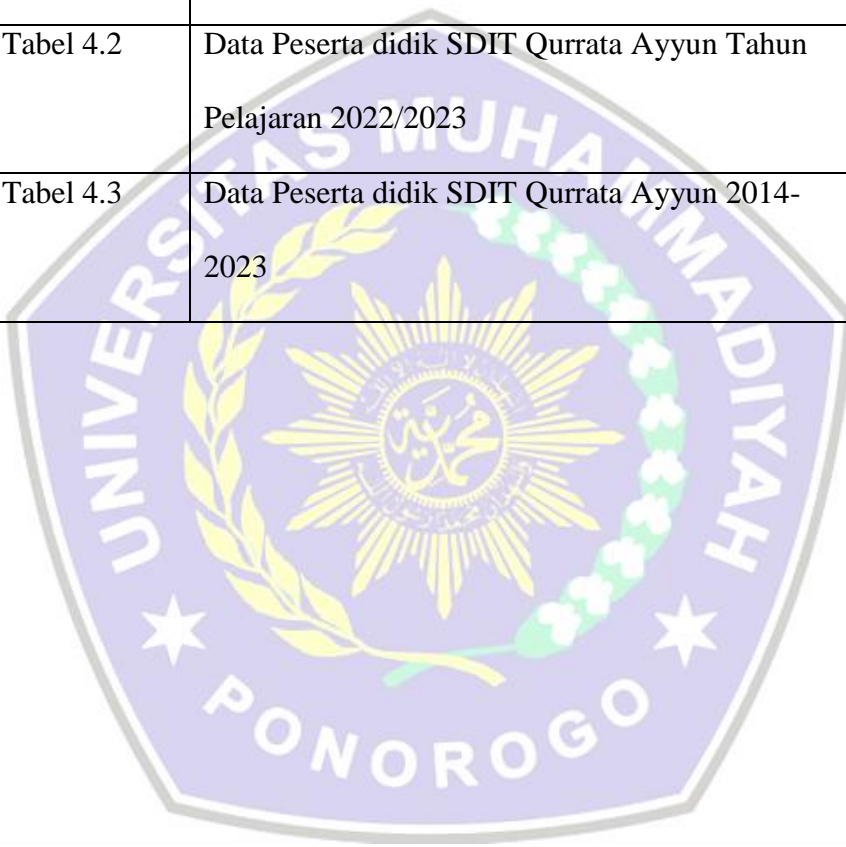 Tabel 4.2 Data Peserta didik SDIT Qurrata Ayyun Tahun
Pelajaran 2022/2023
Tabel 4.3 Data Peserta didik SDIT Qurrata Ayyun 2014-
2023
UNIVERSITAS MUHAMMADIYAH
محمدية
PONOROGO